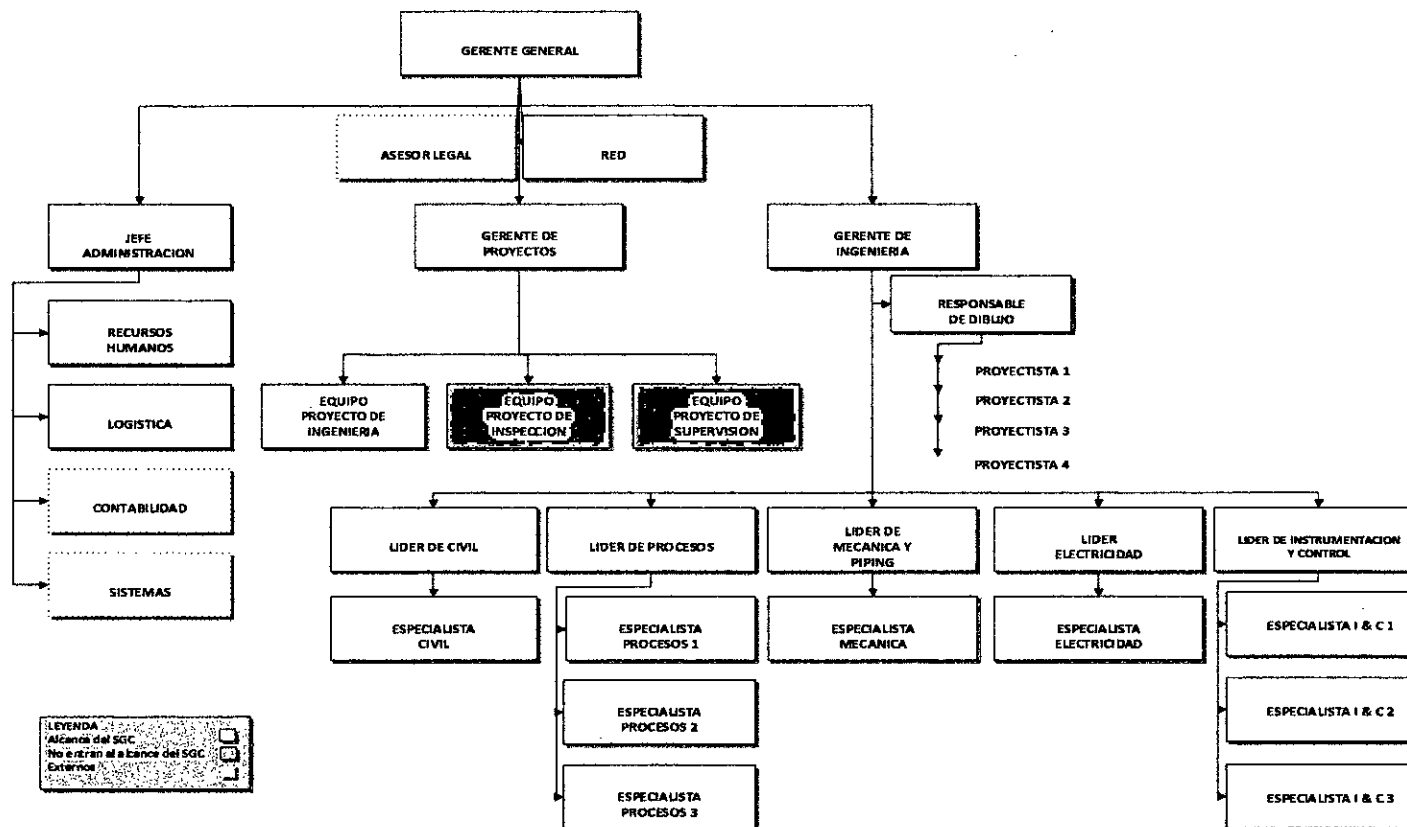 GERENTE GENERAL
ASESOR LEGAL
RED
JEFE
ADMINISTRACION
GERENTE DE
PROYECTOS
GERENTE DE
INGENIERIA
RECURSOS
HUMANOS
LOGISTICA
CONTABILIDAD
SISTEMAS
EQUIPO
PROYECTO DE
INGENIERIA
EQUIPO
PROYECTO DE
INSPECCION
EQUIPO
PROYECTO DE
SUPERVISION
RESPONSABLE
DE DIBUJO
PROYECTISTA 1
PROYECTISTA 2
PROYECTISTA 3
PROYECTISTA 4
LIDER DE CIVIL
LIDER DE PROCESOS
LIDER DE
MECANICA Y
PIPING
LIDER
ELECTRICIDAD
LIDER DE INSTRUMENTACION
Y CONTROL
ESPECIALISTA
CIVIL
ESPECIALISTA
PROCESOS 1
ESPECIALISTA
PROCESOS 2
ESPECIALISTA
PROCESOS 3
ESPECIALISTA
MECANICA
ESPECIALISTA
ELECTRICIDAD
ESPECIALISTA I & C 1
ESPECIALISTA I & C 2
ESPECIALISTA I & C 3
LEYENDA
Alcance del SGC
No entran al alcance del SGC
Externos